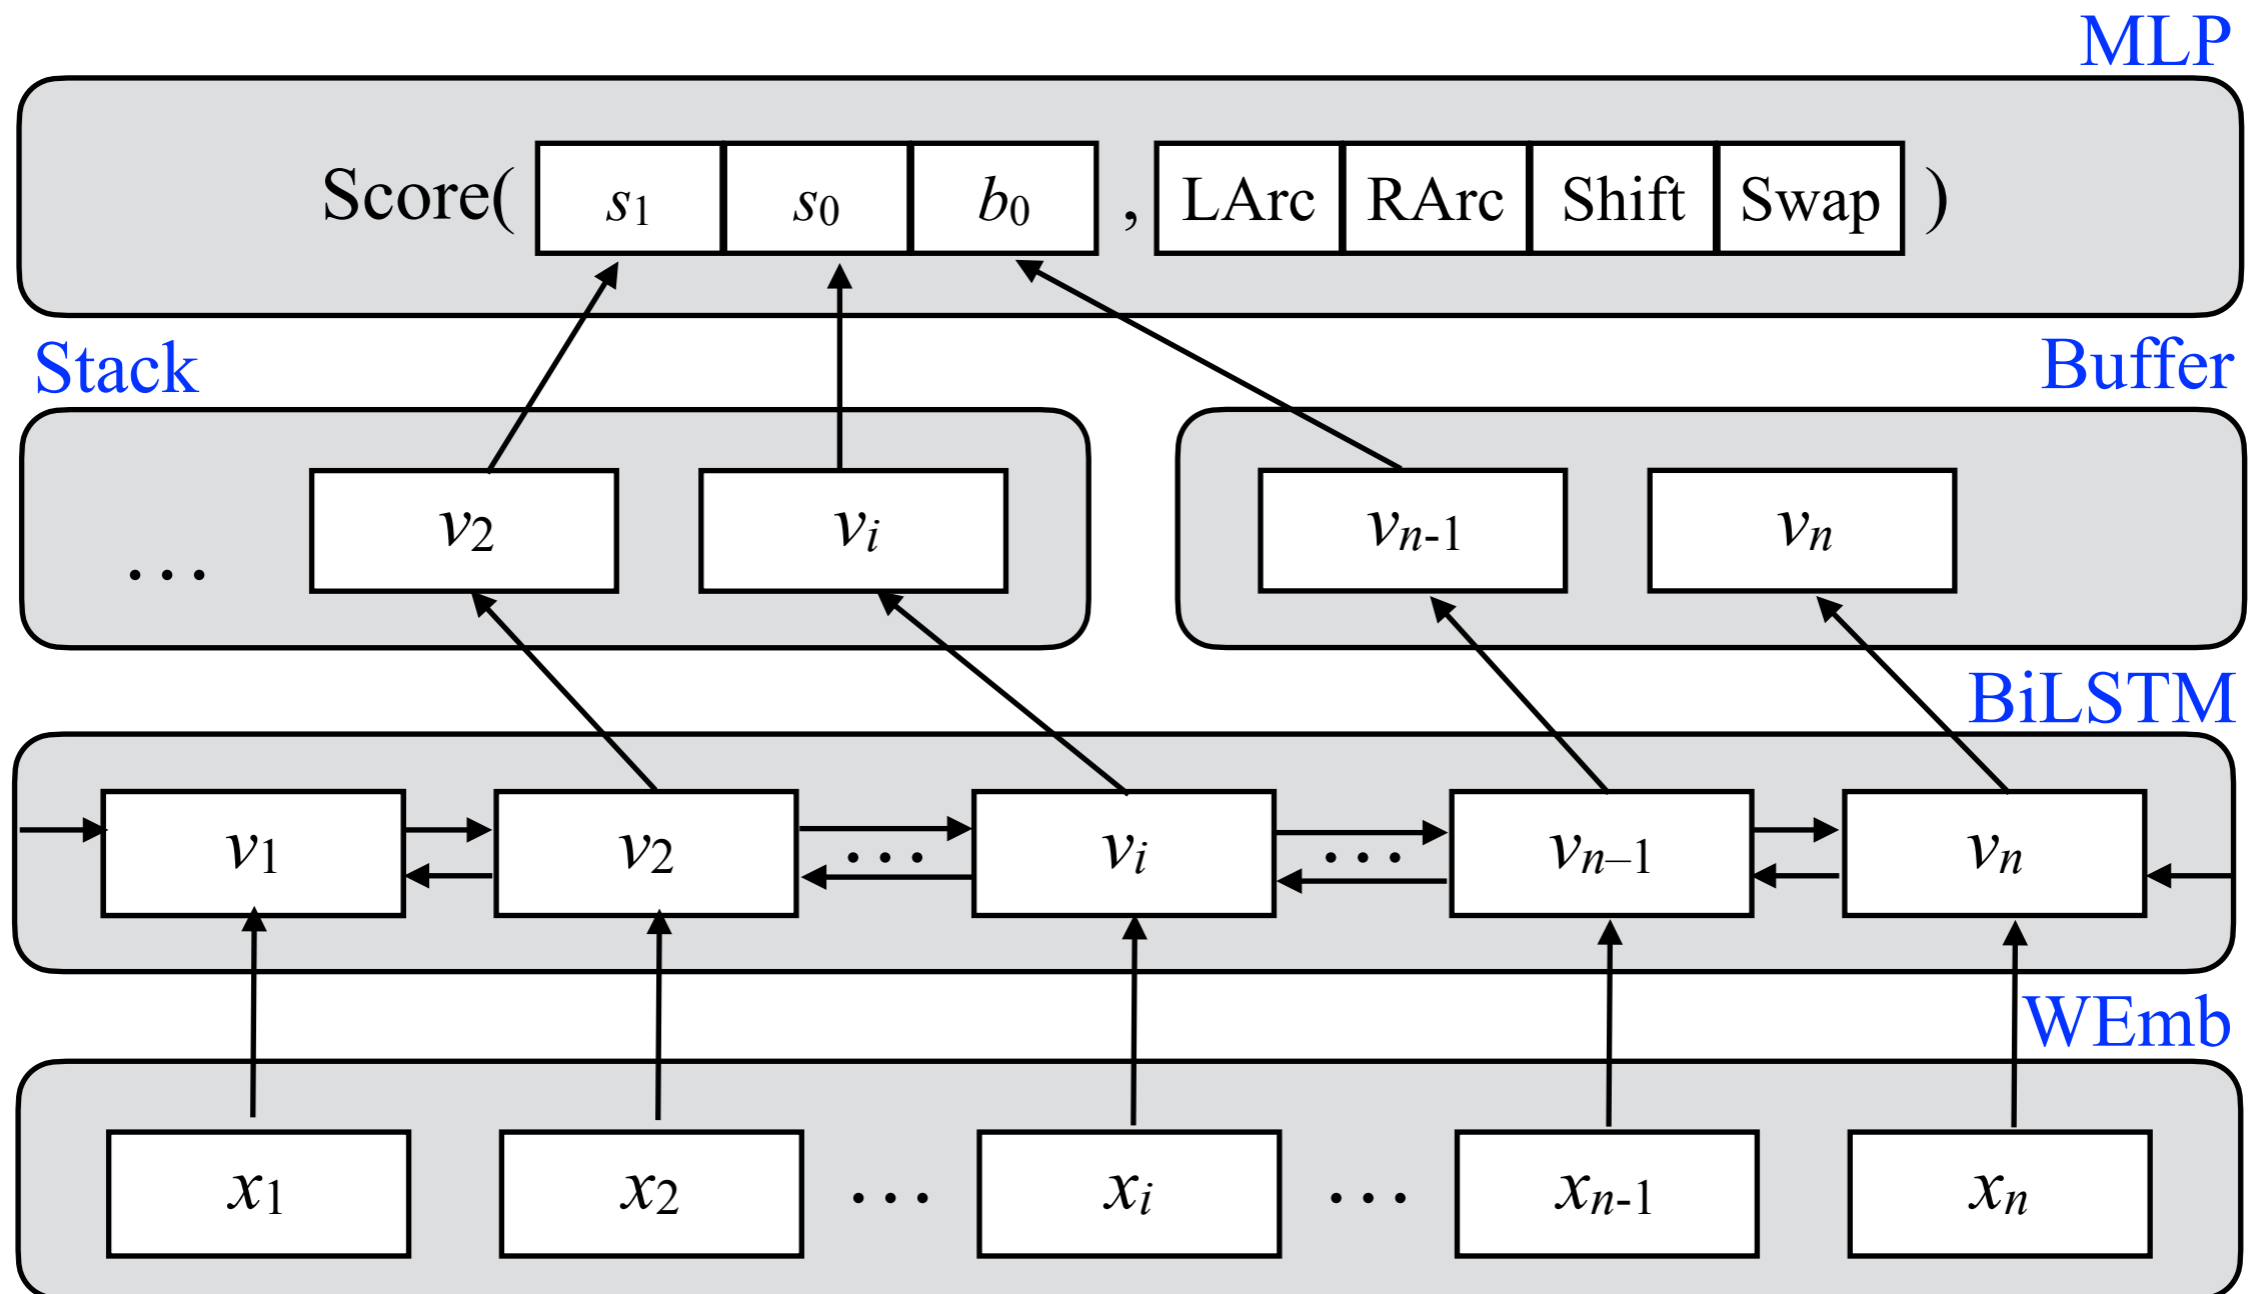 MLP
Score( s1 s0 b0 , LArc RArc Shift Swap )
Stack Buffer
... v2 vi vn-1 vn
BiLSTM
v1 v2 ... vi ... vn–1 vn
WEmb
x1 x2 ... xi ... xn-1 xn